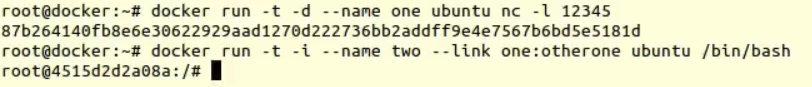 root@docker:~# docker run -t -d --name one ubuntu nc -l 12345
87b264140fb8e6e30622929aad1270d222736bb2addff9e4e7567b6bd5e5181d
root@docker:~# docker run -t -i --name two --link one:otherone ubuntu /bin/bash
root@4515d2d2a08a:/#